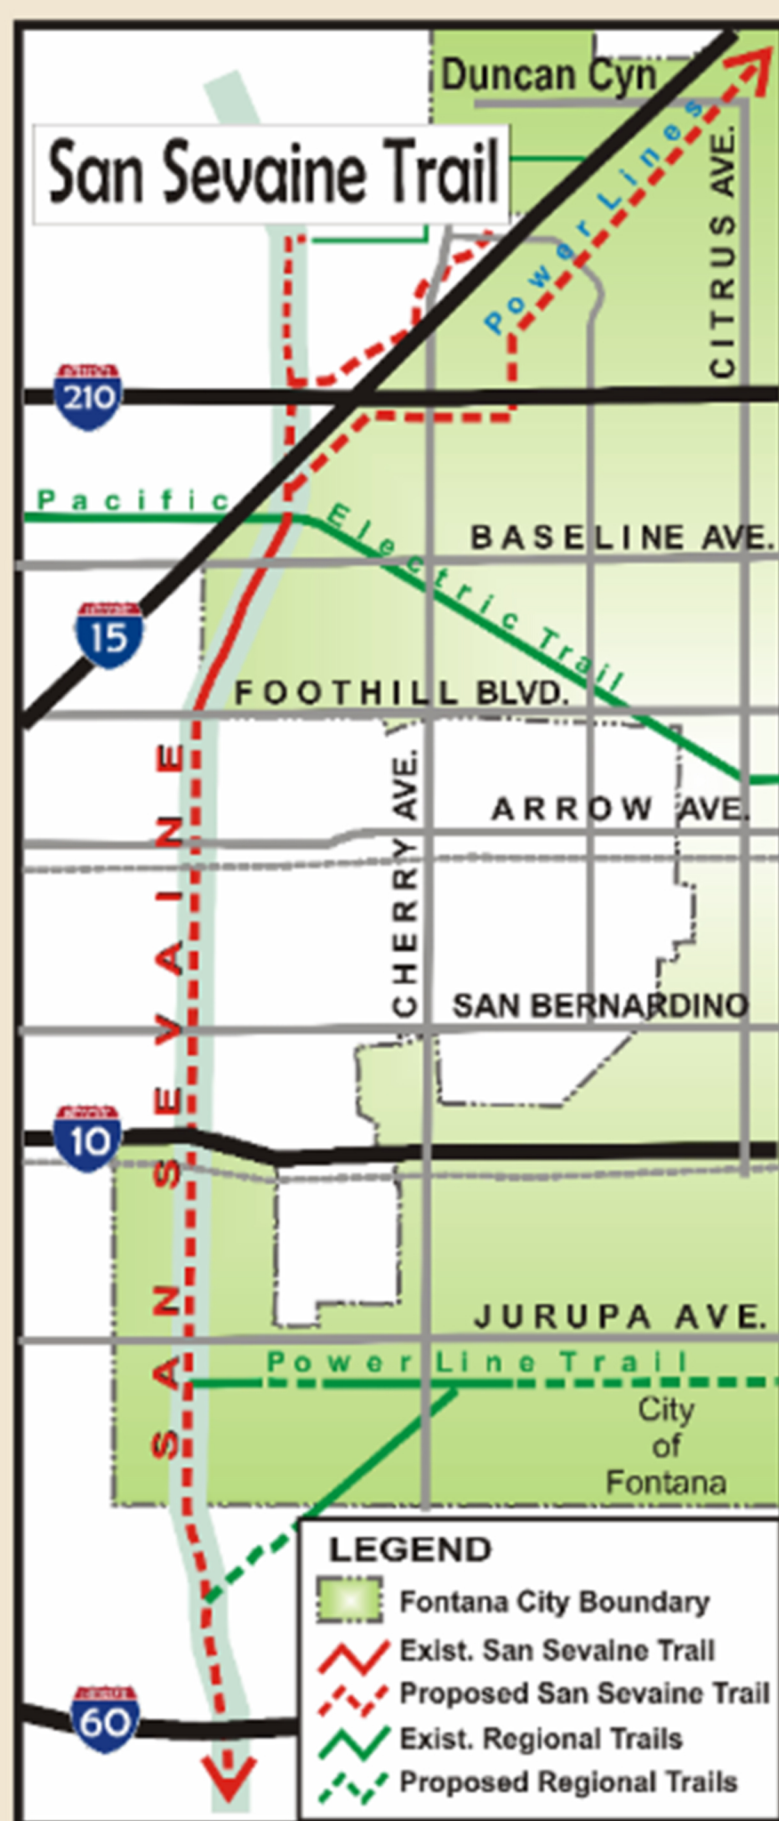 Duncan Cyn
San Sevaine Trail
Power Lines
CITRUS AVE.
210
Pacific Electric Trail
BASELINE AVE.
15
FOOTHILL BLVD.
CHERRY AVE.
ARROW AVE.
SAN SEVAINE
SAN BERNARDINO
10
JURUPA AVE.
Power Line Trail
City
of
Fontana
LEGEND
Fontana City Boundary
Exist. San Sevaine Trail
Proposed San Sevaine Trail
Exist. Regional Trails
Proposed Regional Trails
60